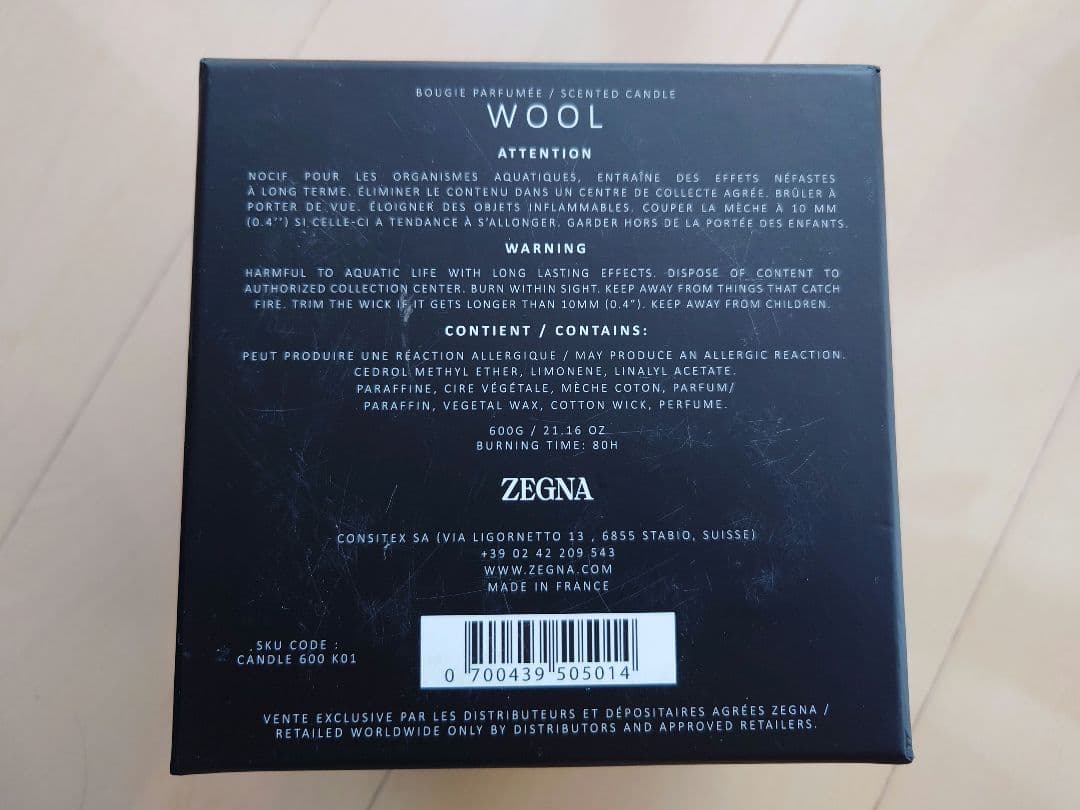 BOUGIE PARFUMÉE / SCENTED CANDLE
WOOL
ATTENTION
NOCIF POUR LES ORGANISMES AQUATIQUES, ENTRAÎNE DES EFFETS NÉFASTES
À LONG TERME. ÉLIMINER LE CONTENU DANS UN CENTRE DE COLLECTE AGRÉE. BRÛLER À
PORTER DE VUE. ÉLOIGNER DES OBJETS INFLAMMABLES. COUPER LA MÈCHE À 10 MM
(0.4'') SI CELLE-CI A TENDANCE À S'ALLONGER. GARDER HORS DE LA PORTÉE DES ENFANTS.
WARNING
HARMFUL TO AQUATIC LIFE WITH LONG LASTING EFFECTS. DISPOSE OF CONTENT TO
AUTHORIZED COLLECTION CENTER. BURN WITHIN SIGHT. KEEP AWAY FROM THINGS THAT CATCH
FIRE. TRIM THE WICK IF IT GETS LONGER THAN 10MM (0.4"). KEEP AWAY FROM CHILDREN.
CONTIENT / CONTAINS:
PEUT PRODUIRE UNE RÉACTION ALLERGIQUE / MAY PRODUCE AN ALLERGIC REACTION.
CEDROL METHYL ETHER, LIMONENE, LINALYL ACETATE.
PARAFFINE, CIRE VÉGÉTALE, MÈCHE COTON, PARFUM/
PARAFFIN, VEGETAL WAX, COTTON WICK, PERFUME.
600G / 21.16 OZ
BURNING TIME: 80H
ZEGNA
CONSITEX SA (VIA LIGORNETTO 13 , 6855 STABIO, SUISSE)
+39 02 42 209 543
WWW.ZEGNA.COM
MADE IN FRANCE
SKU CODE :
CANDLE 600 K01
0 700439 505014
VENTE EXCLUSIVE PAR LES DISTRIBUTEURS ET DÉPOSITAIRES AGRÉES ZEGNA /
RETAILED WORLDWIDE ONLY BY DISTRIBUTORS AND APPROVED RETAILERS.